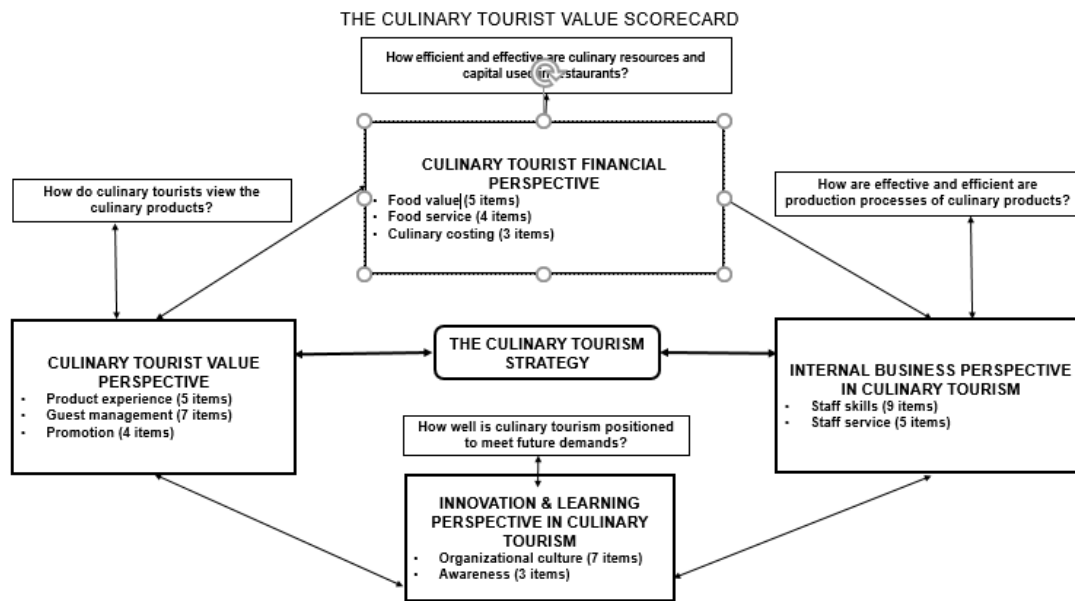 THE CULINARY TOURIST VALUE SCORECARD
How efficient and effective are culinary resources and
capital used in restaurants?
CULINARY TOURIST FINANCIAL
PERSPECTIVE
• Food value (5 items)
• Food service (4 items)
• Culinary costing (3 items)
How do culinary tourists view the
culinary products?
How are effective and efficient are
production processes of culinary products?
CULINARY TOURIST VALUE
PERSPECTIVE
• Product experience (5 items)
• Guest management (7 items)
• Promotion (4 items)
THE CULINARY TOURISM
STRATEGY
INTERNAL BUSINESS PERSPECTIVE
IN CULINARY TOURISM
• Staff skills (9 items)
• Staff service (5 items)
How well is culinary tourism positioned
to meet future demands?
INNOVATION & LEARNING
PERSPECTIVE IN CULINARY
TOURISM
• Organizational culture (7 items)
• Awareness (3 items)